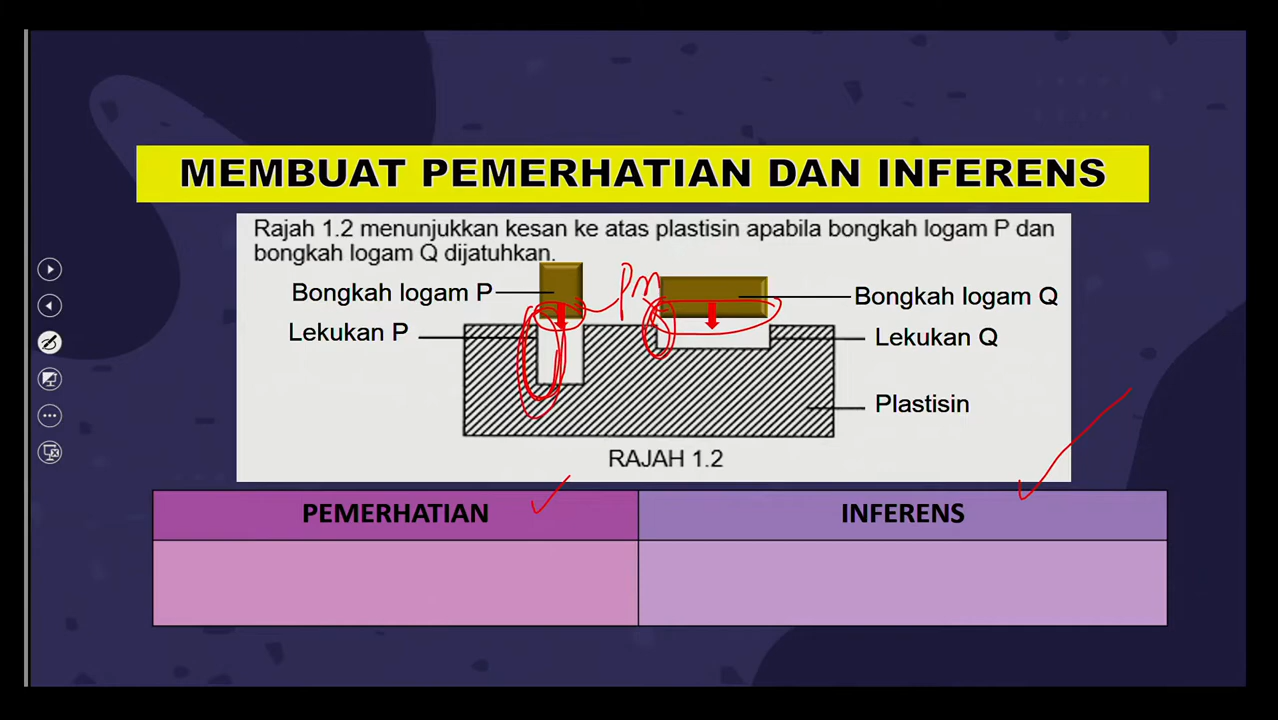 MEMBUAT PEMERHATIAN DAN INFERENS
Rajah 1.2 menunjukkan kesan ke atas plastisin apabila bongkah logam P dan
bongkah logam Q dijatuhkan.
Bongkah logam P
pm
Bongkah logam Q
Lekukan P
Lekukan Q
Plastisin
RAJAH 1.2
PEMERHATIAN
INFERENS